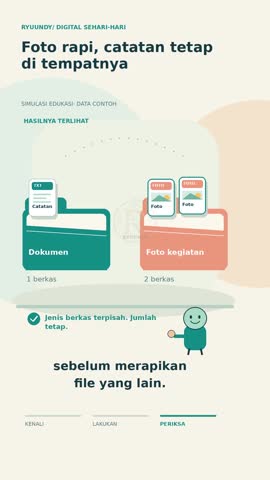 RYUUNDY/ DIGITAL SEHARI-HARI
Foto rapi, catatan tetap
di tempatnya
SIMULASI EDUKASI· DATA CONTOH
HASILNYA TERLIHAT
TXT
Catatan
FOTO
Foto
FOTO
Foto
Dokumen
Foto kegiatan
1 berkas
2 berkas
Jenis berkas terpisah. Jumlah
tetap.
sebelum merapikan
file yang lain.
KENALI
LAKUKAN
PERIKSA